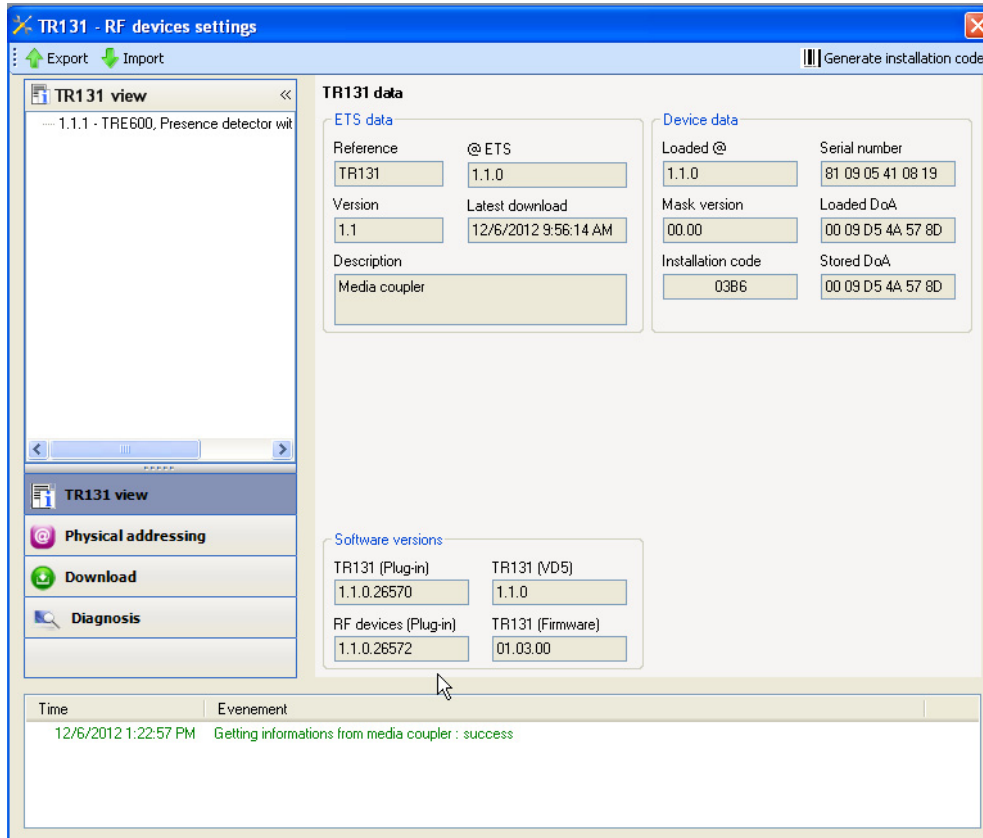 TR131 - RF devices settings
Export Import Generate installation code
TR131 view
1.1.1 - TRE600, Presence detector wit
TR131 view
Physical addressing
Download
Diagnosis
TR131 data
ETS data
Reference @ ETS
TR131 1.1.0
Version Latest download
1.1 12/6/2012 9:56:14 AM
Description
Media coupler
Device data
Loaded @ Serial number
1.1.0 81 09 05 41 08 19
Mask version Loaded DoA
00.00 00 09 D5 4A 57 8D
Installation code Stored DoA
03B6 00 09 D5 4A 57 8D
Software versions
TR131 (Plug-in) TR131 (VD5)
1.1.0.26570 1.1.0
RF devices (Plug-in) TR131 (Firmware)
1.1.0.26572 01.03.00
Time Evenement
12/6/2012 1:22:57 PM Getting informations from media coupler : success